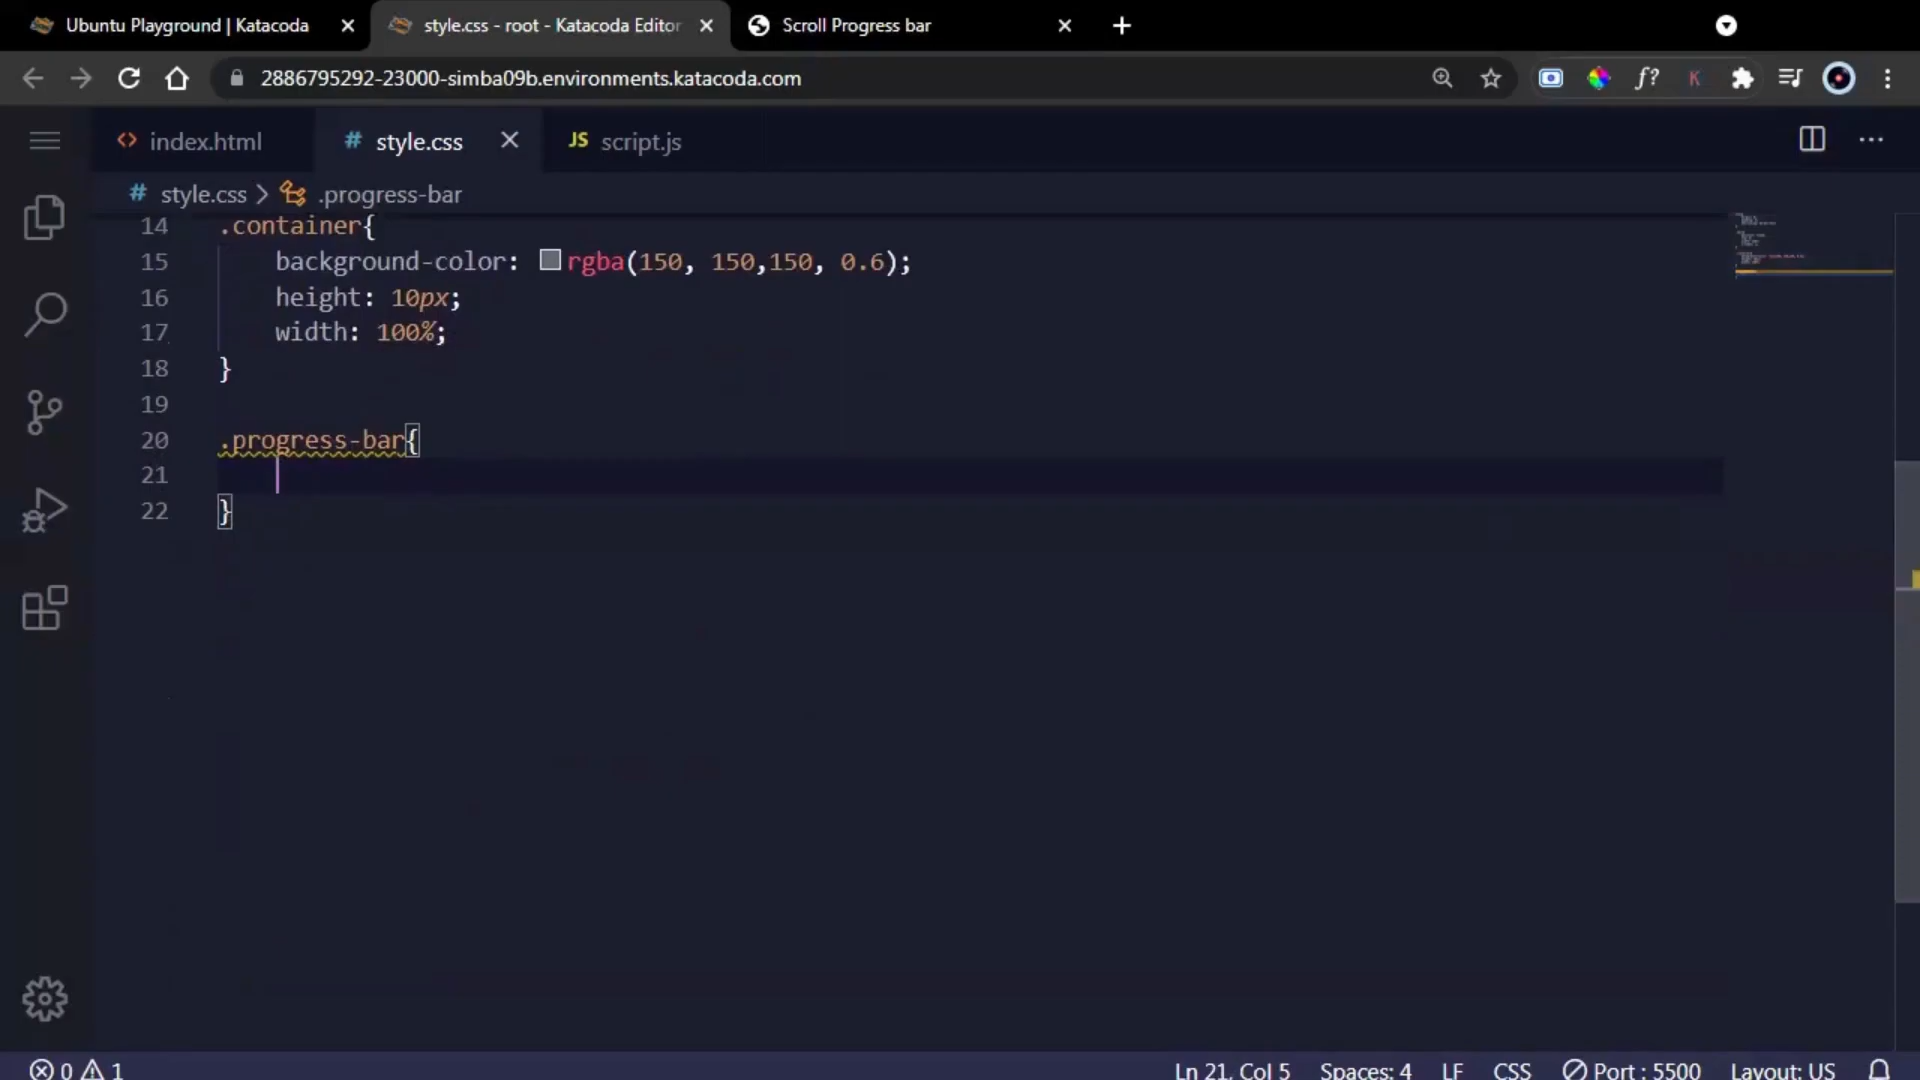 Ubuntu Playground | Katacoda
style.css - root - Katacoda Editor
Scroll Progress bar
2886795292-23000-simba09b.environments.katacoda.com
f?
K
<> index.html
# style.css
JS script.js
# style.css > .progress-bar
14 .container{
15 background-color: rgba(150, 150,150, 0.6);
16 height: 10px;
17 width: 100%;
18 }
19
20 .progress-bar{
21
22 }
0 1
Ln 21, Col 5 Spaces: 4 LF CSS Port : 5500 Layout: US